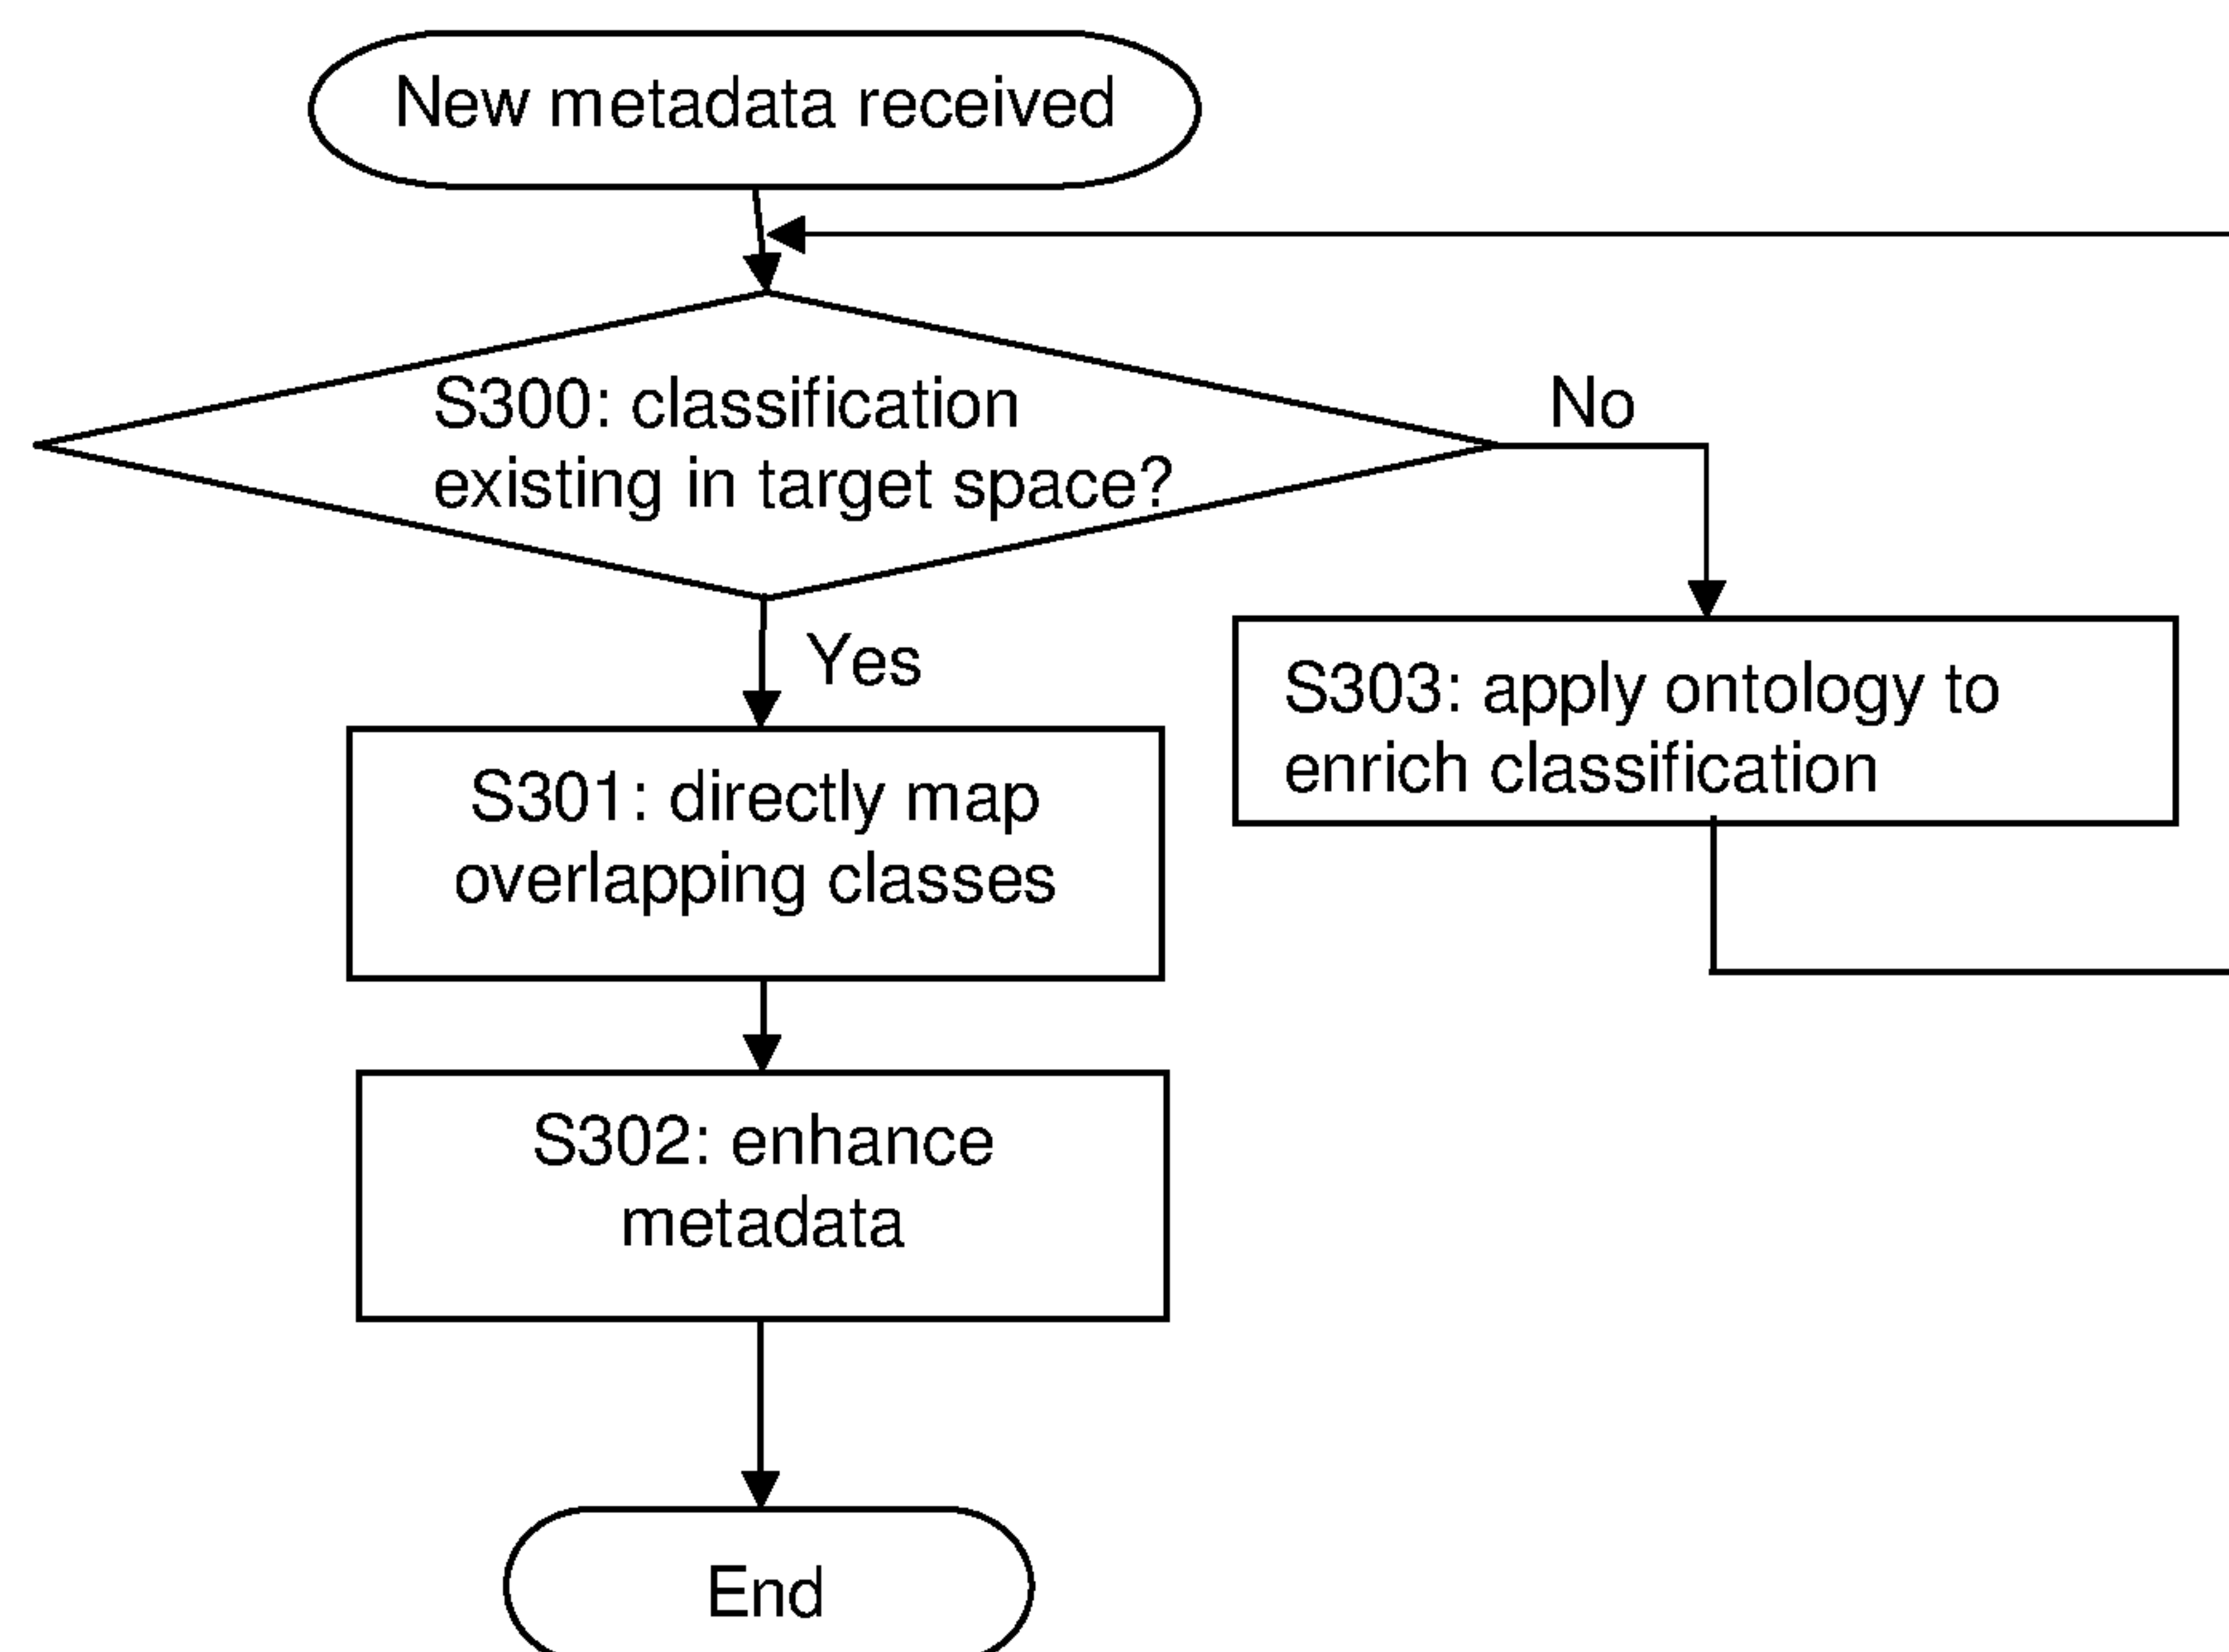 New metadata received
S300: classification
existing in target space?
No
Yes
S303: apply ontology to
enrich classification
S301: directly map
overlapping classes
S302: enhance
metadata
End